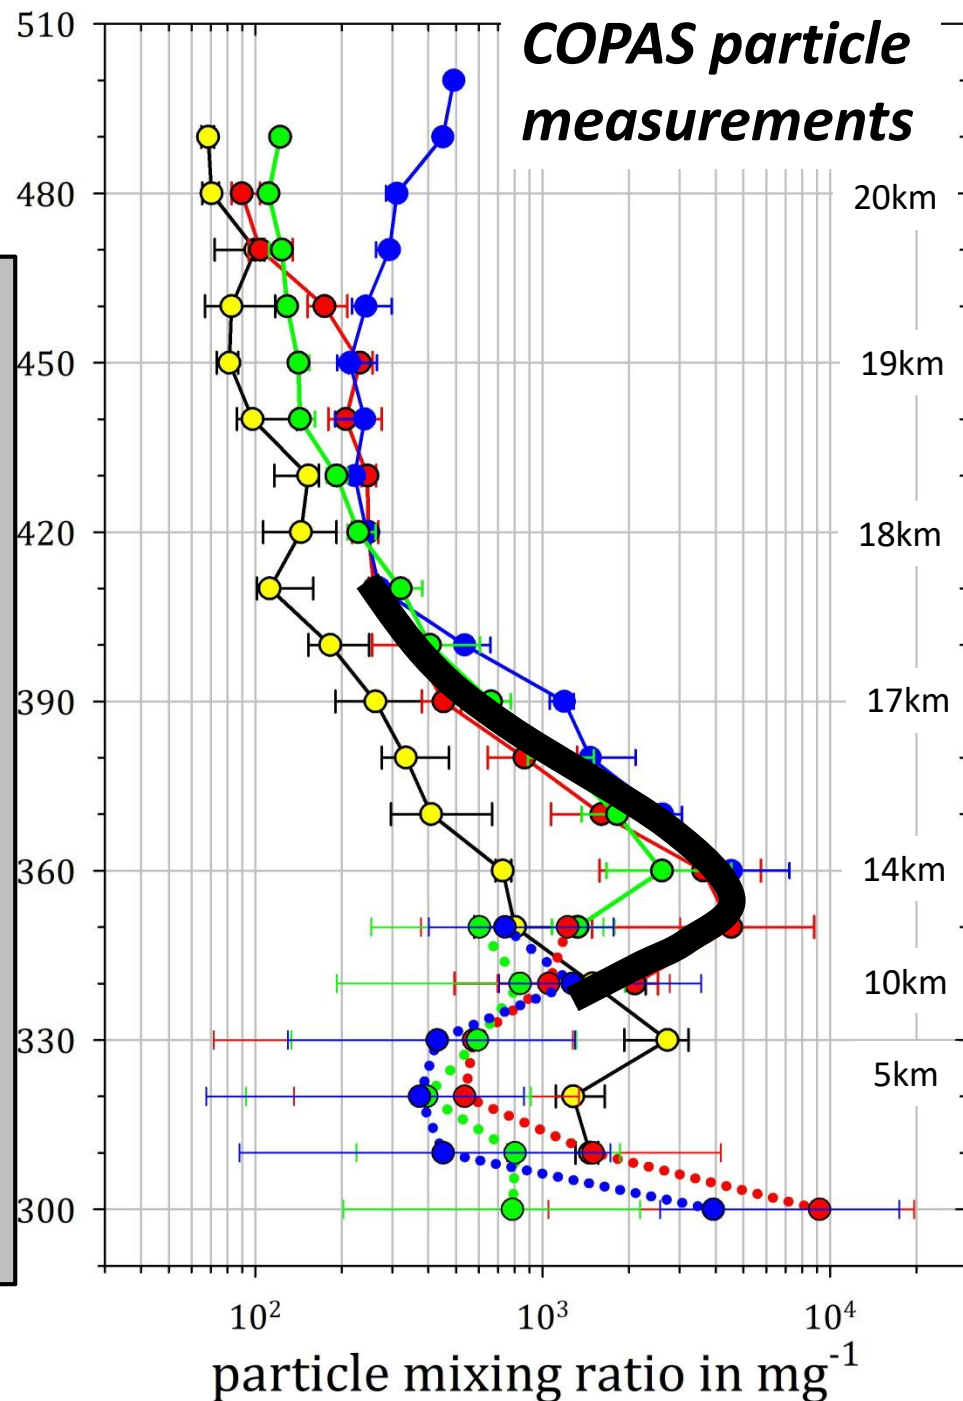 COPAS particle
measurements
510
480
450
420
390
360
330
300
20km
19km
18km
17km
14km
10km
5km
10² 10³ 10⁴
particle mixing ratio in mg⁻¹